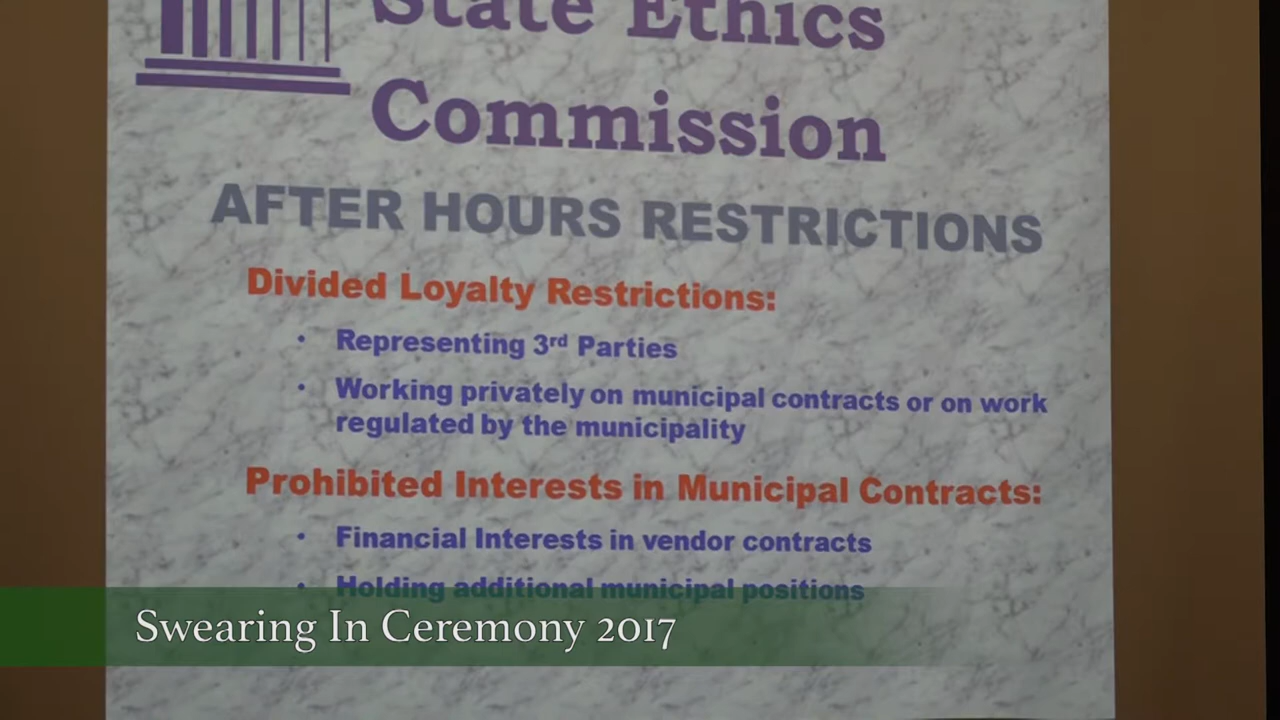 State Ethics
Commission
AFTER HOURS RESTRICTIONS
Divided Loyalty Restrictions:
• Representing 3rd Parties
• Working privately on municipal contracts or on work
regulated by the municipality
Prohibited Interests in Municipal Contracts:
• Financial Interests in vendor contracts
• Holding additional municipal positions
Swearing In Ceremony 2017